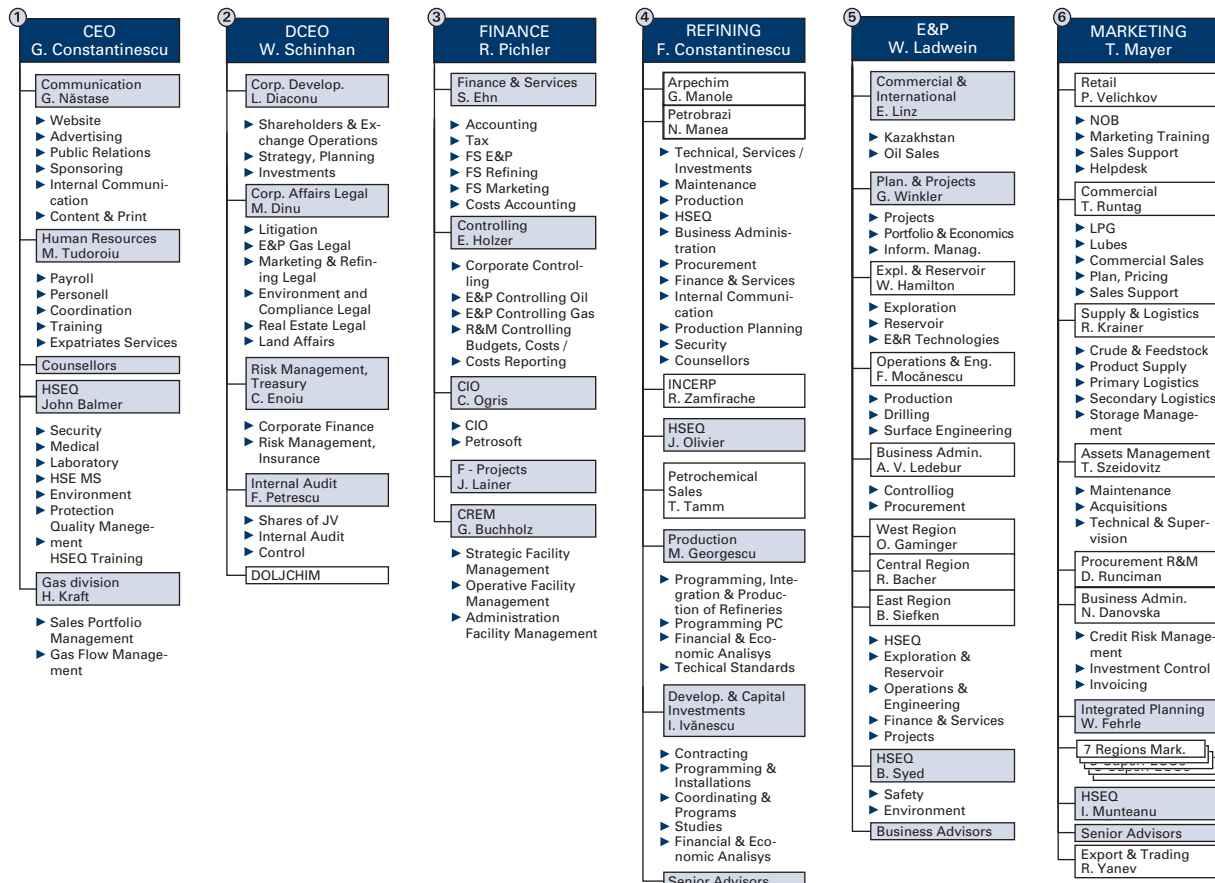 1
CEO
G. Constantinescu
Communication
G. Năstase
Website
Advertising
Public Relations
Sponsoring
Internal Communi-
cation
Content & Print
Human Resources
M. Tudoroiu
Payroll
Personell
Coordination
Training
Expatriates Services
Counsellors
HSEQ
John Balmer
Security
Medical
Laboratory
HSE MS
Environment
Protection
Quality Manege-
ment
HSEQ Training
Gas division
H. Kraft
Sales Portfolio
Management
Gas Flow Manage-
ment
2
DCEO
W. Schinhan
Corp. Develop.
L. Diaconu
Shareholders & Ex-
change Operations
Strategy, Planning
Investments
Corp. Affairs Legal
M. Dinu
Litigation
E&P Gas Legal
Marketing & Refin-
ing Legal
Environment and
Compliance Legal
Real Estate Legal
Land Affairs
Risk Management,
Treasury
C. Enoiu
Corporate Finance
Risk Management,
Insurance
Internal Audit
F. Petrescu
Shares of JV
Internal Audit
Control
DOLJCHIM
3
FINANCE
R. Pichler
Finance & Services
S. Ehn
Accounting
Tax
FS E&P
FS Refining
FS Marketing
Costs Accounting
Controlling
E. Holzer
Corporate Control-
ling
E&P Controlling Oil
E&P Controlling Gas
R&M Controlling
Budgets, Costs /
Costs Reporting
CIO
C. Ogris
CIO
Petrosoft
F - Projects
J. Lainer
CREM
G. Buchholz
Strategic Facility
Management
Operative Facility
Management
Administration
Facility Management
4
REFINING
F. Constantinescu
Arpechim
G. Manole
Petrobrazi
N. Manea
Technical, Services /
Investments
Maintenance
Production
HSEQ
Business Adminis-
tration
Procurement
Finance & Services
Internal Communi-
cation
Production Planning
Security
Counsellors
INCERP
R. Zamfirache
HSEQ
J. Olivier
Petrochemical
Sales
T. Tamm
Production
M. Georgescu
Programming, Inte-
gration & Produc-
tion of Refineries
Programming PC
Financial & Eco-
nomic Analisys
Techical Standards
Develop. & Capital
Investments
I. Ivănescu
Contracting
Programming &
Installations
Coordinating &
Programs
Studies
Financial & Eco-
nomic Analisys
Senior Advisors
5
E&P
W. Ladwein
Commercial &
International
E. Linz
Kazakhstan
Oil Sales
Plan. & Projects
G. Winkler
Projects
Portfolio & Economics
Inform. Manag.
Expl. & Reservoir
W. Hamilton
Exploration
Reservoir
E&R Technologies
Operations & Eng.
F. Mocănescu
Production
Drilling
Surface Engineering
Business Admin.
A. V. Ledebur
Controlliog
Procurement
West Region
O. Gaminger
Central Region
R. Bacher
East Region
B. Siefken
HSEQ
Exploration &
Reservoir
Operations &
Engineering
Finance & Services
Projects
HSEQ
B. Syed
Safety
Environment
Business Advisors
6
MARKETING
T. Mayer
Retail
P. Velichkov
NOB
Marketing Training
Sales Support
Helpdesk
Commercial
T. Runtag
LPG
Lubes
Commercial Sales
Plan, Pricing
Sales Support
Supply & Logistics
R. Krainer
Crude & Feedstock
Product Supply
Primary Logistics
Secondary Logistics
Storage Manage-
ment
Assets Management
T. Szeidovitz
Maintenance
Acquisitions
Technical & Super-
vision
Procurement R&M
D. Runciman
Business Admin.
N. Danovska
Credit Risk Manage-
ment
Investment Control
Invoicing
Integrated Planning
W. Fehrle
7 Regions Mark.
HSEQ
I. Munteanu
Senior Advisors
Export & Trading
R. Yanev